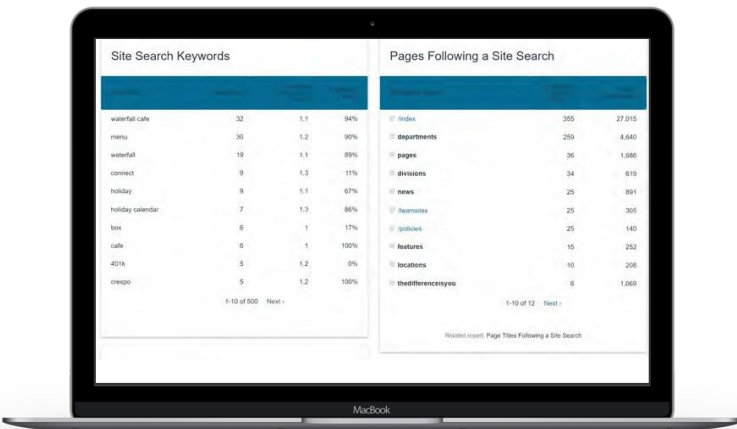 Site Search Keywords
waterfall cafe 32 1.1 94%
menu 30 1.2 90%
waterfall 19 1.1 89%
connect 9 1.3 11%
holiday 9 1.1 67%
holiday calendar 7 1.3 86%
box 6 1 17%
cafe 6 1 100%
401k 5 1.2 0%
crespo 5 1.2 100%
1-10 of 500 Next ›
Pages Following a Site Search
/index 355 27,015
departments 259 4,640
pages 36 1,686
divisions 34 619
news 25 891
/teamsites 25 305
/policies 25 140
features 15 252
locations 10 206
thedifferenceisyou 6 1,069
1-10 of 12 Next ›
Related report: Page Titles Following a Site Search
MacBook